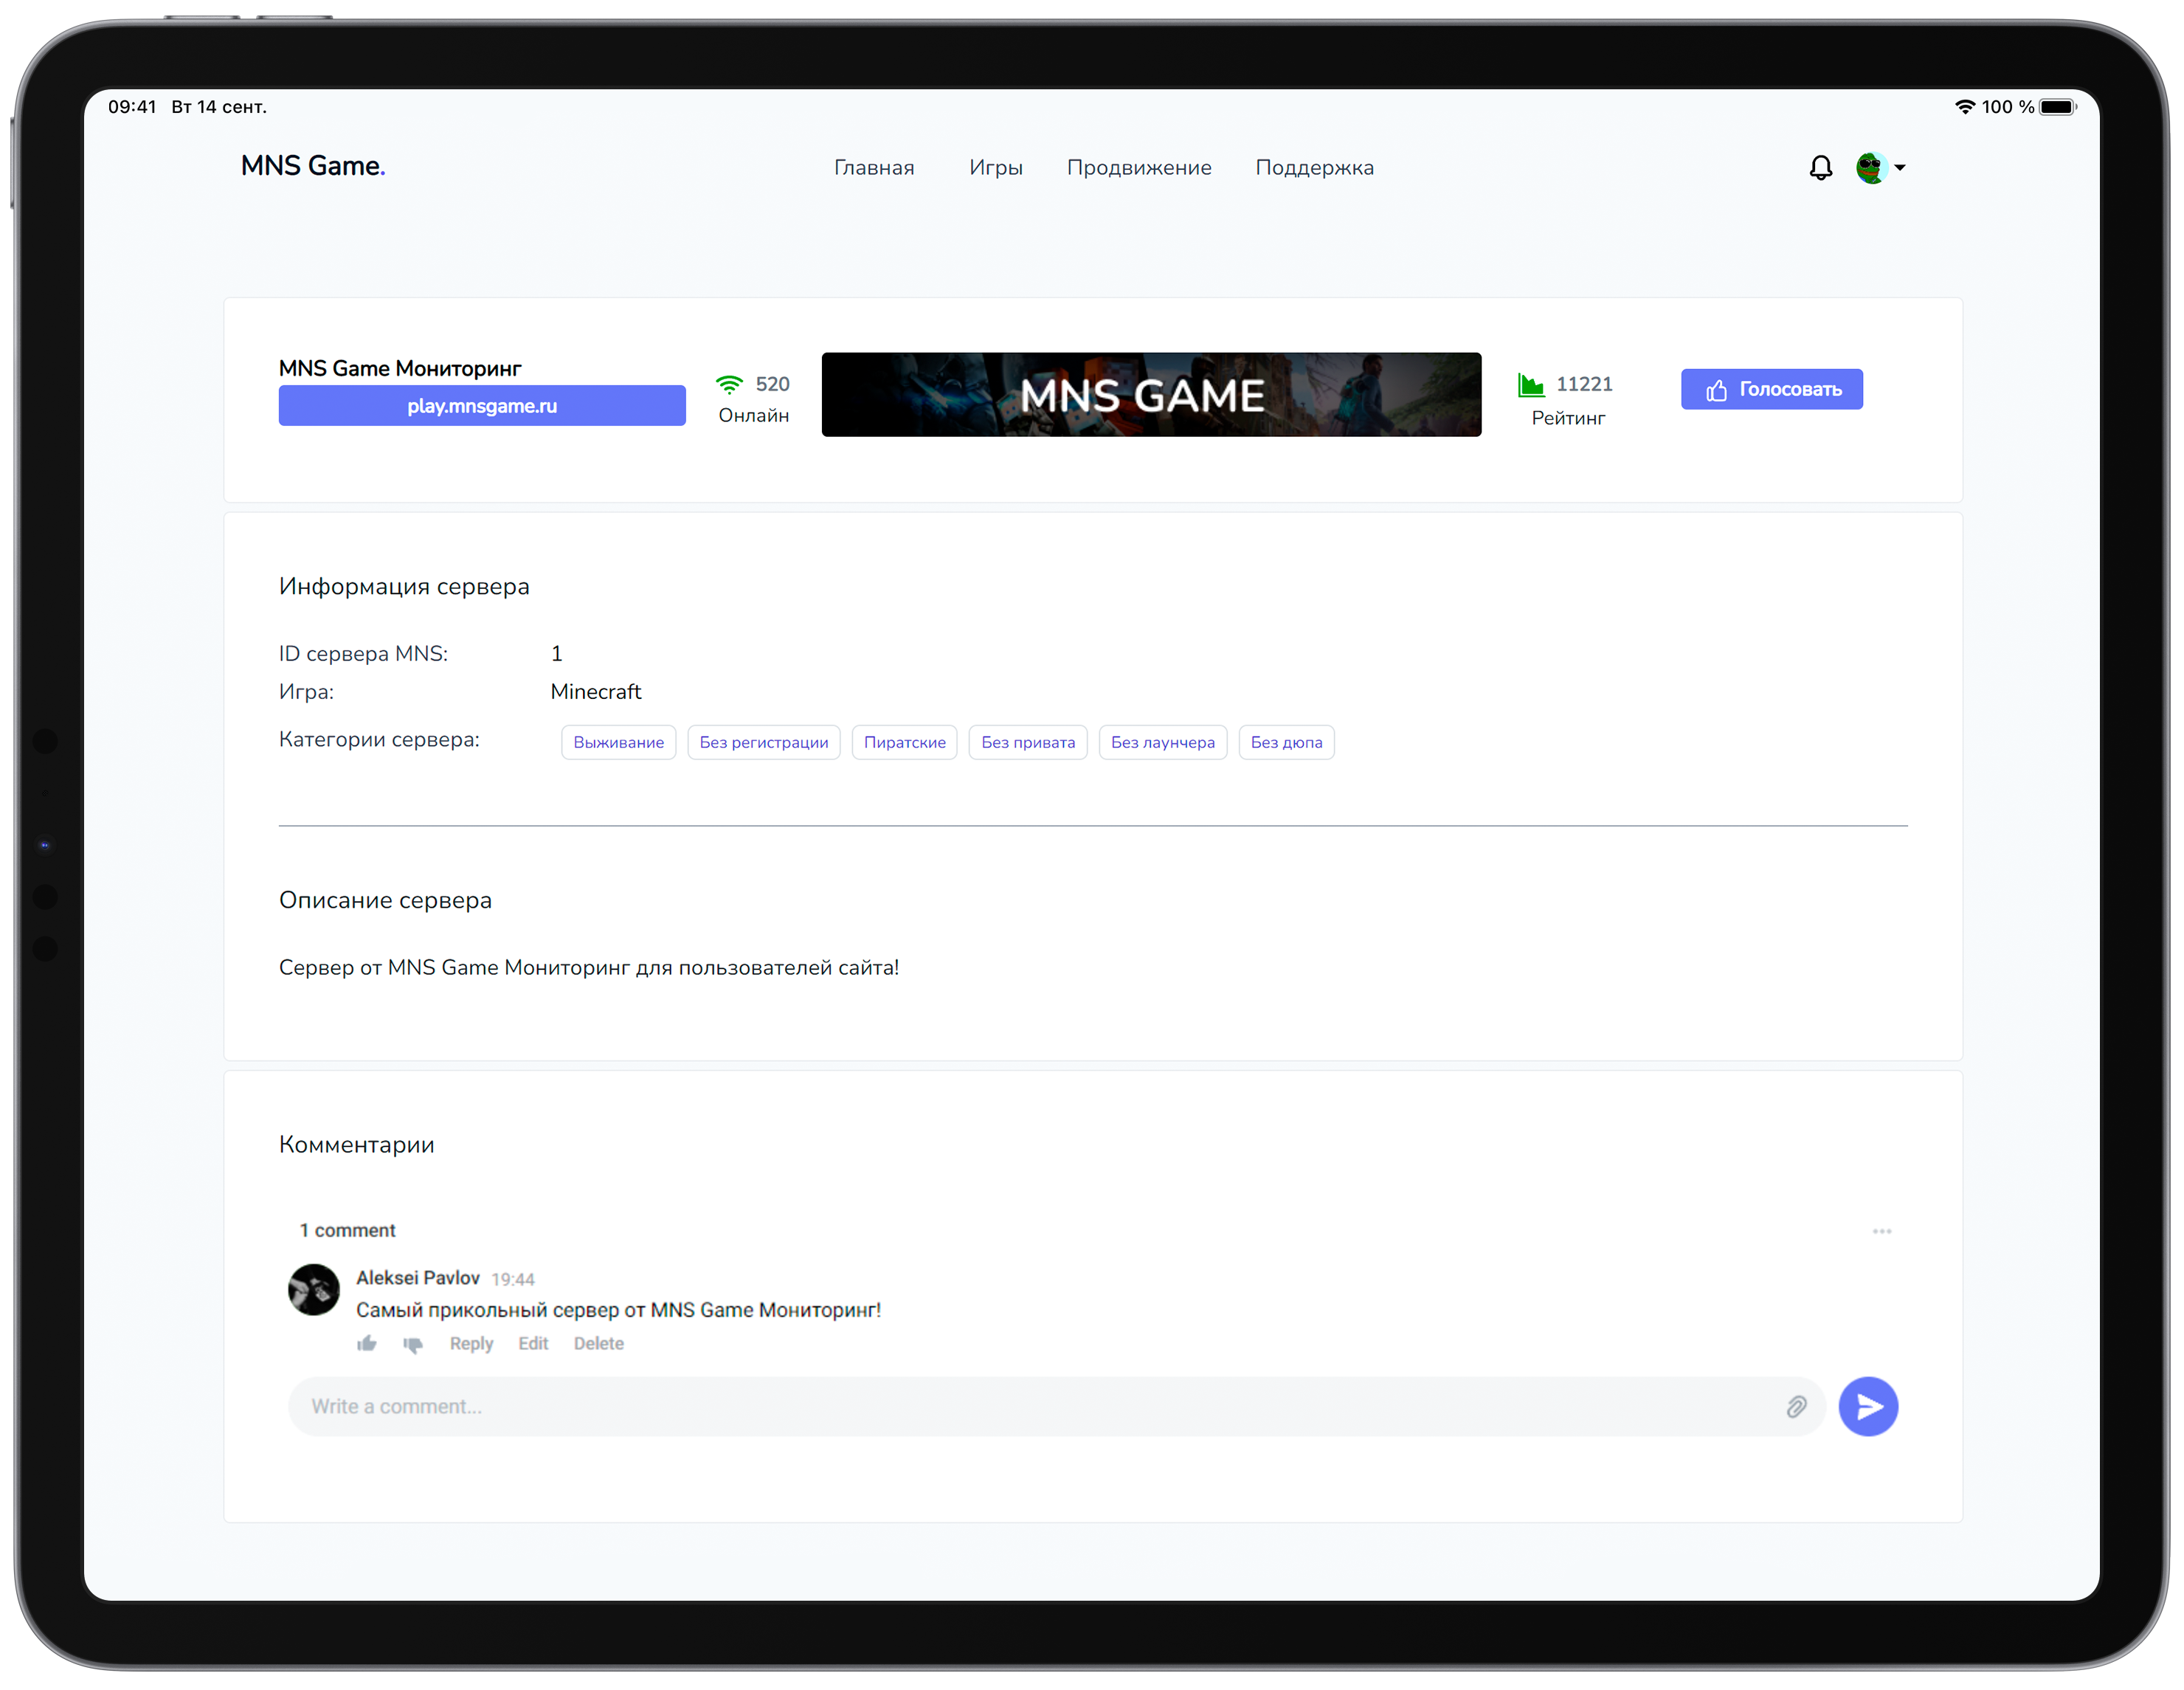 09:41 Вт 14 сент. 100 %
MNS Game. Главная Игры Продвижение Поддержка
MNS Game Мониторинг
play.mnsgame.ru
520
Онлайн
MNS GAME
11221
Рейтинг
Голосовать
Информация сервера
ID сервера MNS: 1
Игра: Minecraft
Категории сервера: Выживание Без регистрации Пиратские Без привата Без лаунчера Без дюпа
Описание сервера
Сервер от MNS Game Мониторинг для пользователей сайта!
Комментарии
1 comment
Aleksei Pavlov 19:44
Самый прикольный сервер от MNS Game Мониторинг!
Reply Edit Delete
Write a comment...